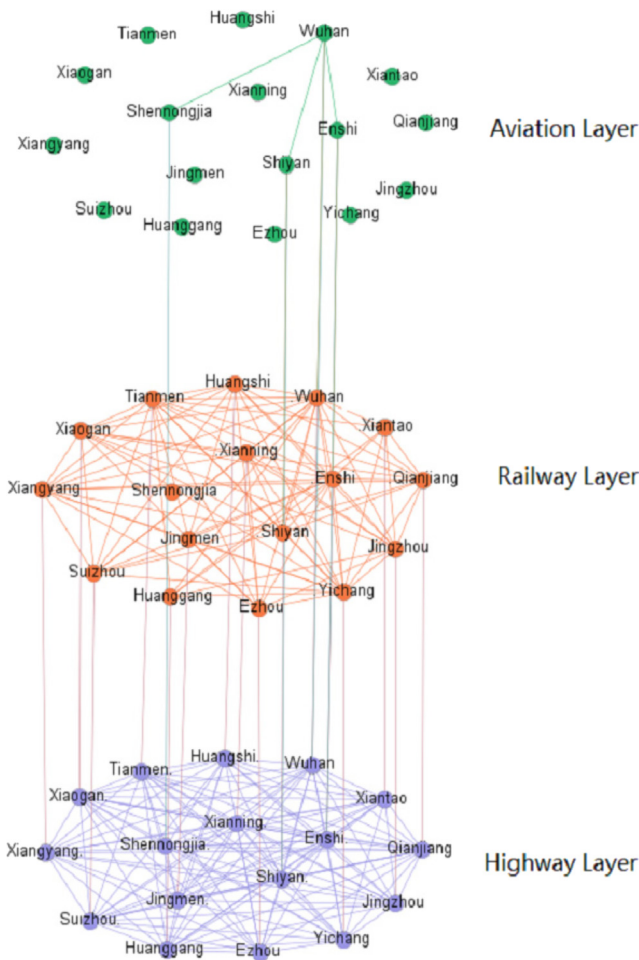 Huangshi
Wuhan
Tianmen
Xiaogan
Xianning
Xiantao
Shennongjia
Enshi
Qianjiang
Aviation Layer
Xiangyang
Shiyan
Jingmen
Jingzhou
Suizhou
Huanggang
Ezhou
Yichang
Huangshi
Tianmen
Wuhan
Xiaogan
Xiantao
Xianning
Enshi
Qianjiang
Railway Layer
Xiangyang
Shennongjia
Shiyan
Jingmen
Jingzhou
Suizhou
Huanggang
Yichang
Ezhou
Huangshi.
Wuhan
Tianmen.
Xiaogan.
Xiantao
Xianning.
Enshi.
Shennongjia.
Qianjiang
Xiangyang.
Highway Layer
Shiyan.
Jingmen
Jingzhou
Suizhou.
Huanggang
Ezhou
Yichang